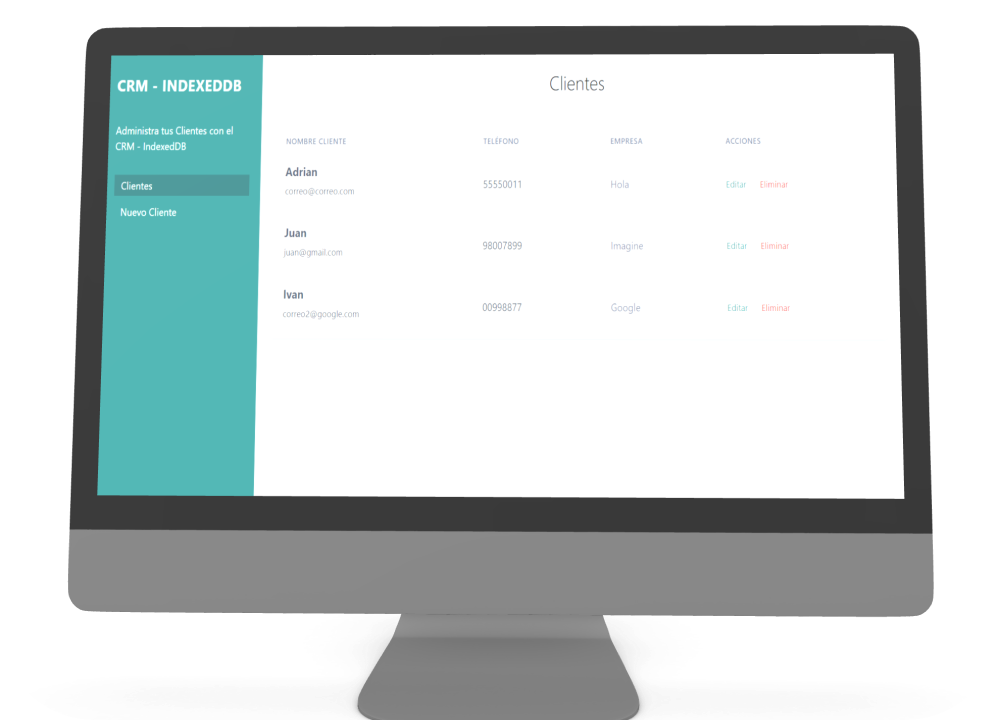 CRM - INDEXEDDB
Administra tus Clientes con el
CRM - IndexedDB
Clientes
Nuevo Cliente
Clientes
NOMBRE CLIENTE TELÉFONO EMPRESA ACCIONES
Adrian
correo@correo.com 55550011 Hola Editar Eliminar
Juan
juan@gmail.com 98007899 Imagine Editar Eliminar
Ivan
correo2@google.com 00998877 Google Editar Eliminar